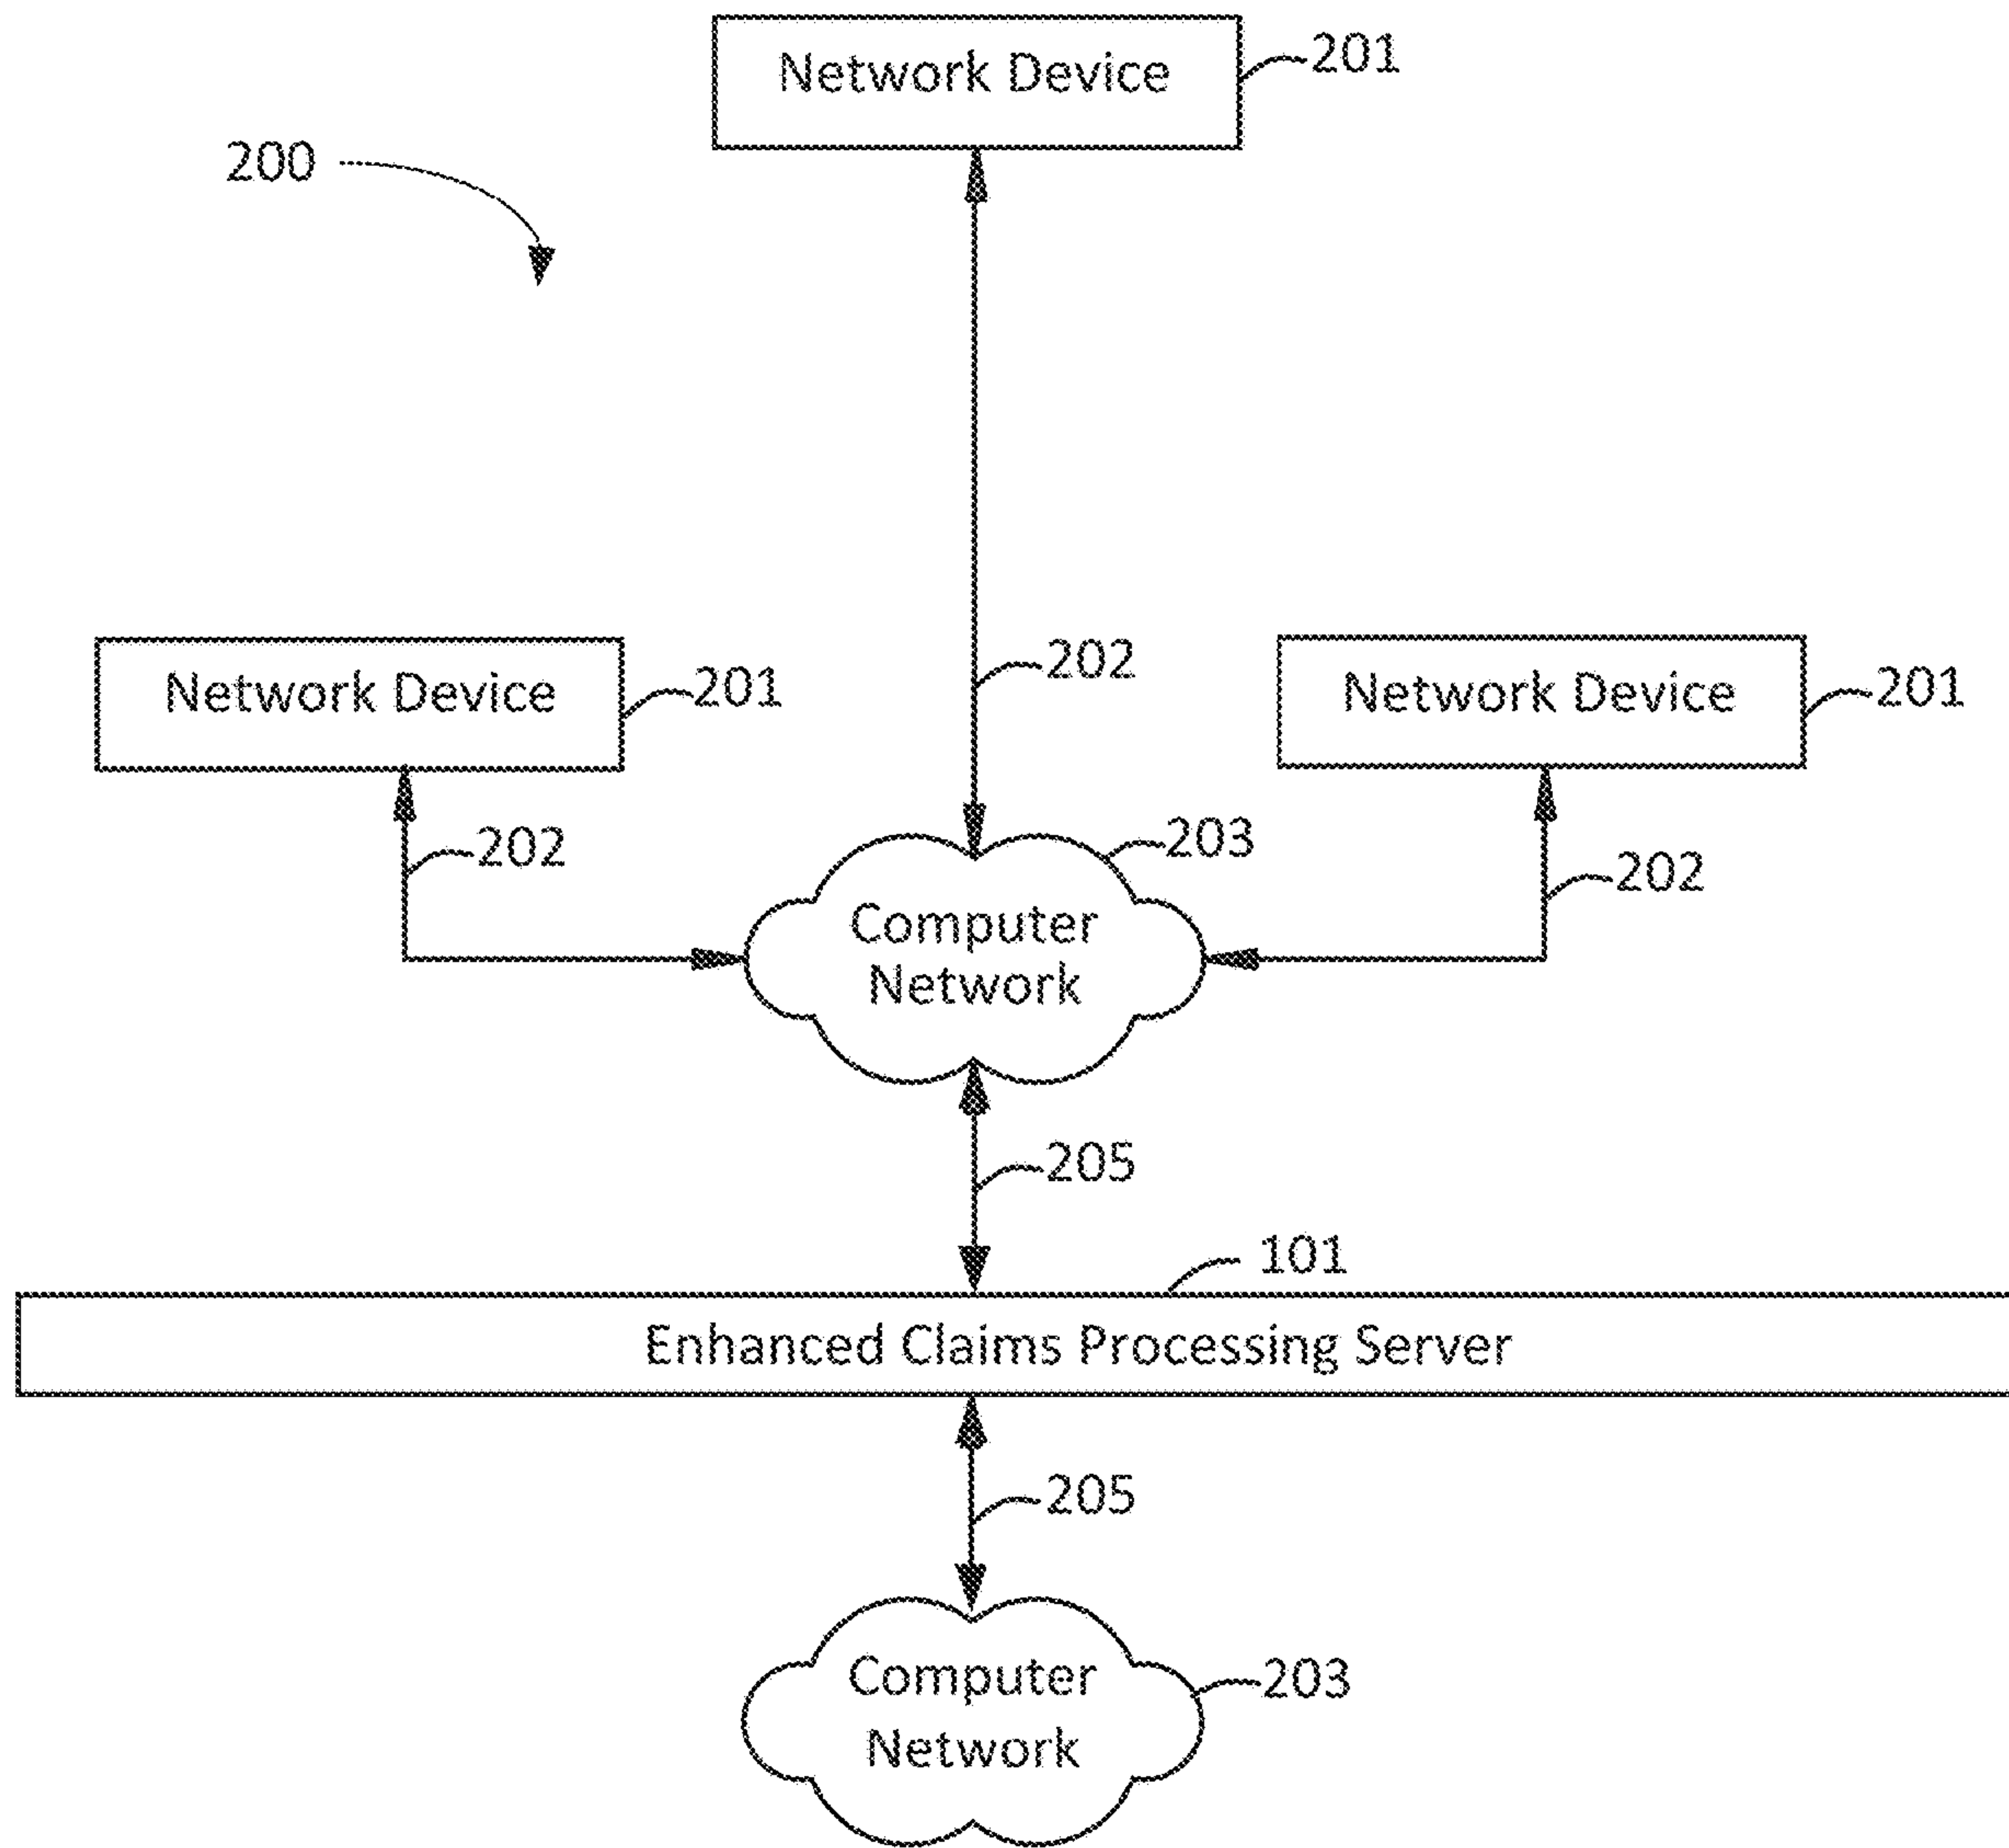 Network Device
201
200
202
Network Device
201
Network Device
201
202
203
202
Computer
Network
205
101
Enhanced Claims Processing Server
205
Computer
Network
203